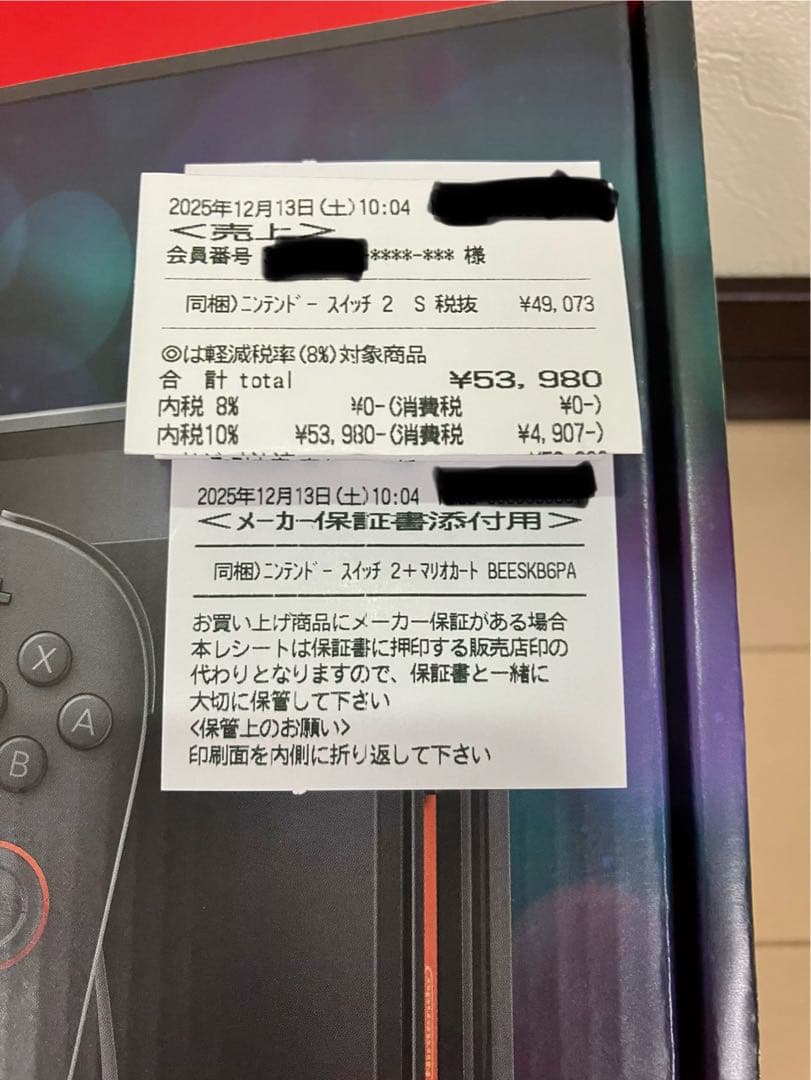 2025年12月13日(土)10:04
<売上>
会員番号 -****-*** 様
同梱)ニンテンドー スイッチ 2 S 税抜 ¥49,073
◎は軽減税率(8%)対象商品
合 計 total ¥53,980
内税 8% ¥0-(消費税 ¥0-)
内税10% ¥53,980-(消費税 ¥4,907-)
2025年12月13日(土)10:04
<メーカー保証書添付用>
同梱)ニンテンドー スイッチ 2+マリオカート BEESKB6PA
お買い上げ商品にメーカー保証がある場合
本レシートは保証書に押印する販売店印の
代わりとなりますので、保証書と一緒に
大切に保管して下さい
<保管上のお願い>
印刷面を内側に折り返して下さい
X
A
B